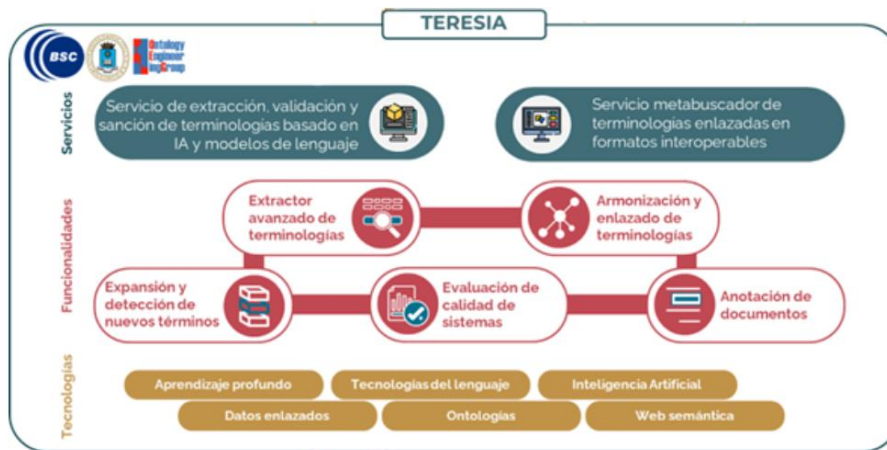 TERESIA
BSC
Ontology
Engineer
ingGroup
Servicios
Servicio de extracción, validación y
sanción de terminologías basado en
IA y modelos de lenguaje
Servicio metabuscador de
terminologías enlazadas en
formatos interoperables
Funcionalidades
Extractor
avanzado de
terminologías
Armonización y
enlazado de
terminologías
Expansión y
detección de
nuevos términos
Evaluación de
calidad de
sistemas
Anotación de
documentos
Tecnologías
Aprendizaje profundo
Tecnologías del lenguaje
Inteligencia Artificial
Datos enlazados
Ontologías
Web semántica